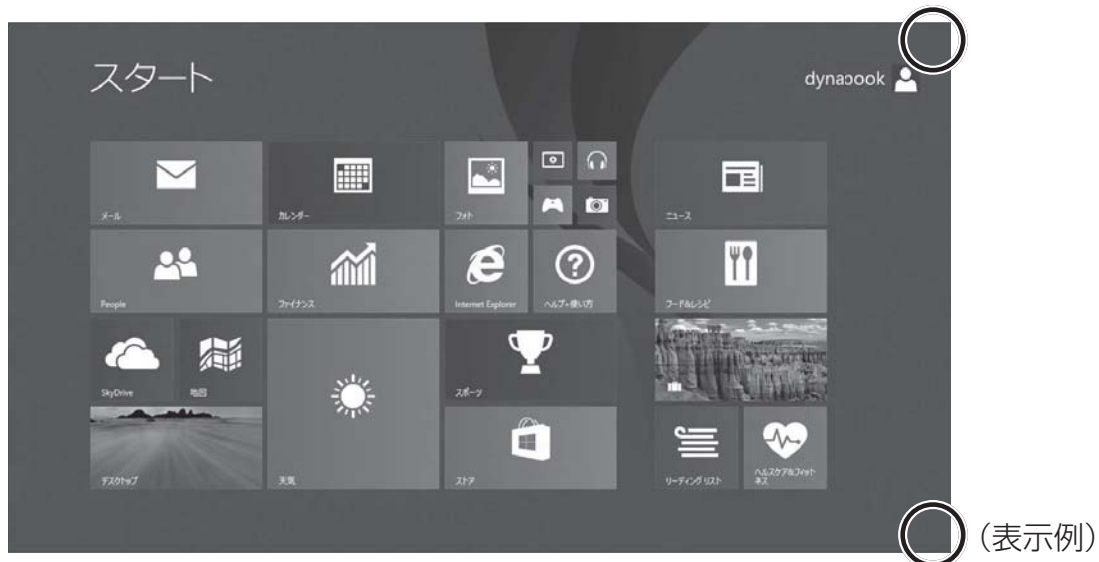 スタート
dynabook
メール
カレンダー
フォト
ニュース
People
ファイナンス
Internet Explorer
ヘルプ+使い方
フード&レシピ
SkyDrive
地図
スポーツ
デスクトップ
天気
ストア
リーディング リスト
ヘルスケア&フィット
ネス
(表示例)